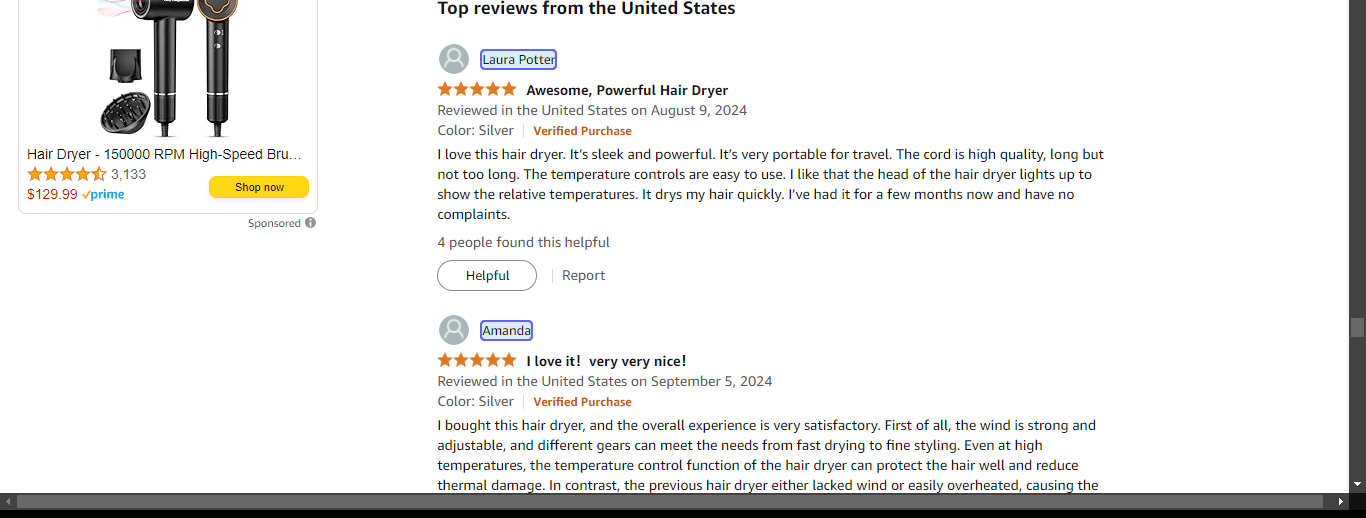 Top reviews from the United States
Laura Potter
Awesome, Powerful Hair Dryer
Reviewed in the United States on August 9, 2024
Color: Silver
Verified Purchase
I love this hair dryer. It’s sleek and powerful. It’s very portable for travel. The cord is high quality, long but
not too long. The temperature controls are easy to use. I like that the head of the hair dryer lights up to
show the relative temperatures. It drys my hair quickly. I’ve had it for a few months now and have no
complaints.
4 people found this helpful
Helpful
Report
Amanda
I love it!  very very nice!
Reviewed in the United States on September 5, 2024
Color: Silver
Verified Purchase
I bought this hair dryer, and the overall experience is very satisfactory. First of all, the wind is strong and
adjustable, and different gears can meet the needs from fast drying to fine styling. Even at high
temperatures, the temperature control function of the hair dryer can protect the hair well and reduce
thermal damage. In contrast, the previous hair dryer either lacked wind or easily overheated, causing the
Hair Dryer - 150000 RPM High-Speed Bru…
3,133
$129.99 prime
Shop now
Sponsored